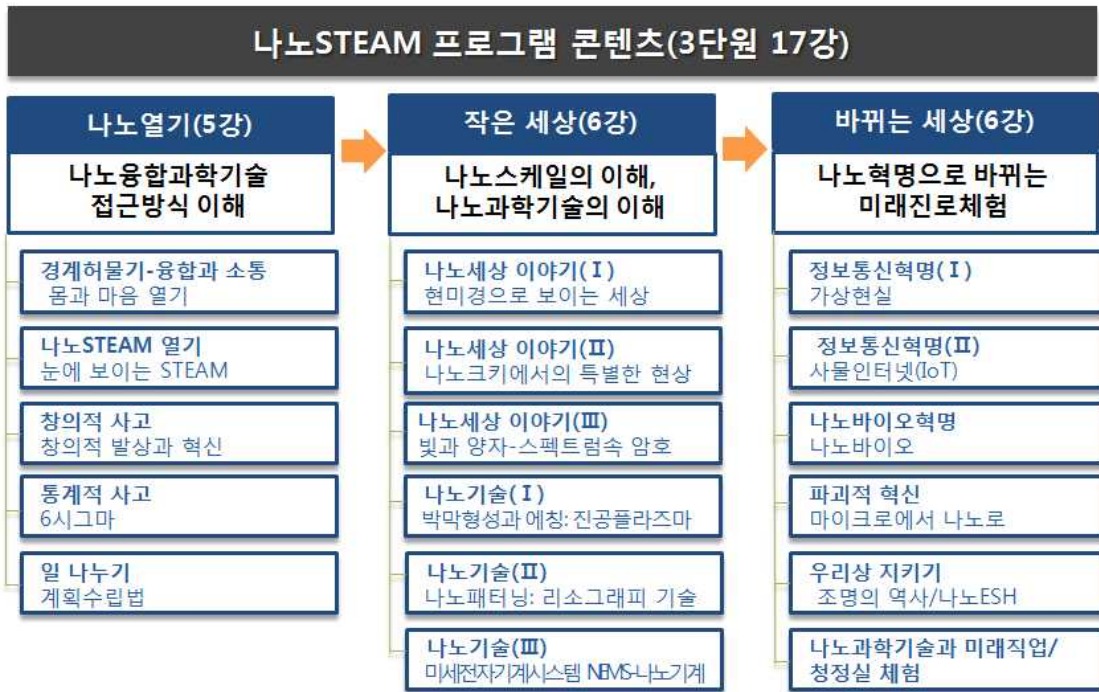 나노STEAM 프로그램 콘텐츠(3단원 17강)
나노열기(5강)
나노융합과학기술
접근방식 이해
경계허물기-융합과 소통
몸과 마음 열기
나노STEAM 열기
눈에 보이는 STEAM
창의적 사고
창의적 발상과 혁신
통계적 사고
6시그마
일 나누기
계획수립법
작은 세상(6강)
나노스케일의 이해,
나노과학기술의 이해
나노세상 이야기(Ⅰ)
현미경으로 보이는 세상
나노세상 이야기(Ⅱ)
나노크키에서의 특별한 현상
나노세상 이야기(Ⅲ)
빛과 양자-스펙트럼속 암호
나노기술(Ⅰ)
박막형성과 에칭: 진공플라즈마
나노기술(Ⅱ)
나노패터닝: 리소그래피 기술
나노기술(Ⅲ)
미세전자기계시스템 NEMS-나노기계
바뀌는 세상(6강)
나노혁명으로 바뀌는
미래진로체험
정보통신혁명(Ⅰ)
가상현실
정보통신혁명(Ⅱ)
사물인터넷(IoT)
나노바이오혁명
나노바이오
파괴적 혁신
마이크로에서 나노로
우리상 지키기
조명의 역사/나노ESH
나노과학기술과 미래직업/
청정실 체험